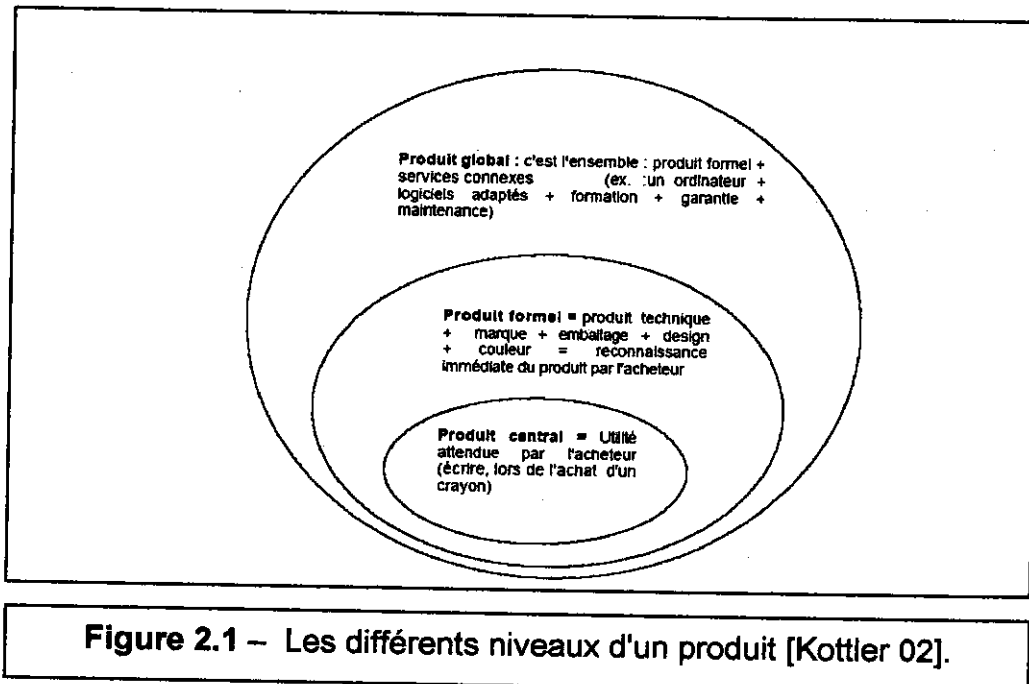 Produit global : c'est l'ensemble : produit formel +
services connexes (ex. :un ordinateur +
logiciels adaptés + formation + garantie +
maintenance)
Produit formel = produit technique
+ marque + emballage + design
+ couleur = reconnaissance
immédiate du produit par l'acheteur
Produit central = Utilité
attendue par l'acheteur
(écrire, lors de l'achat d'un
crayon)
Figure 2.1 – Les différents niveaux d'un produit [Kottler 02].